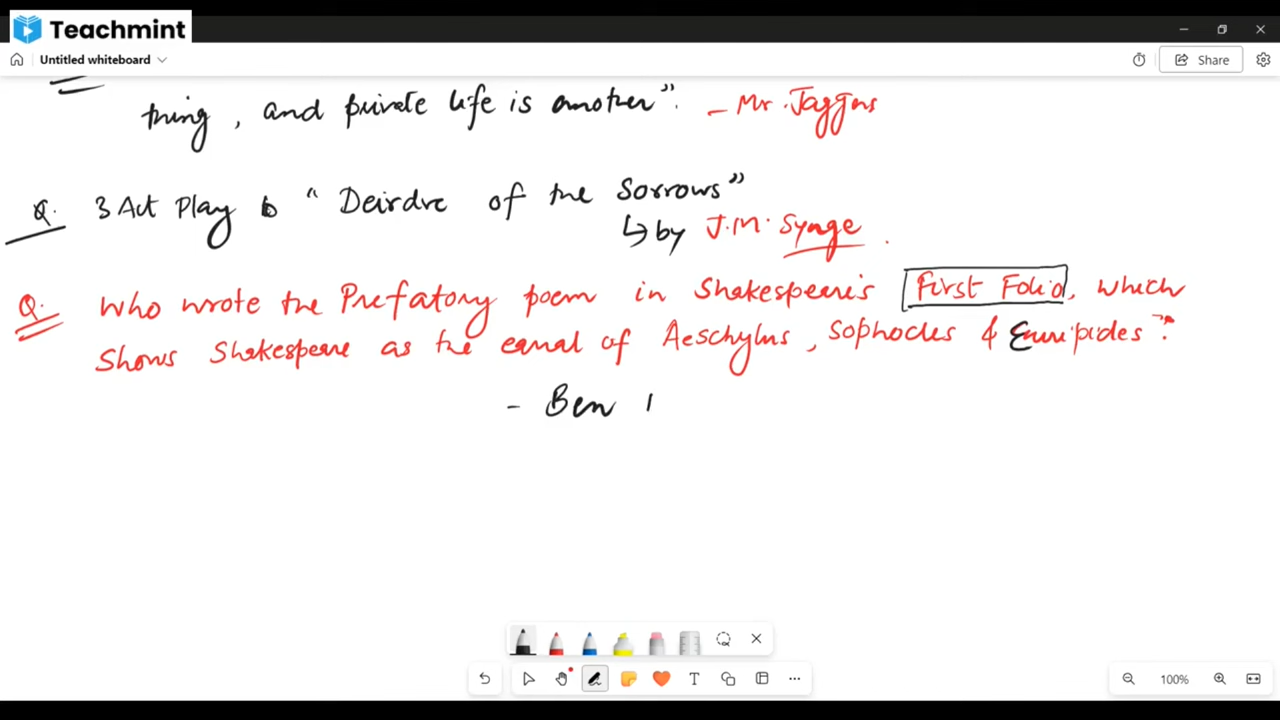 Teachmint
Untitled whiteboard
Share
thing, and private life is another". - Mr. Jaggers
Q. 3 Act Play "Deirdre of the Sorrows"
↳ by J.M. Synge.
Q. Who wrote the Prefatory poem in Shakespeare's First Folio, which
shows Shakespeare as the equal of Aeschylus, Sophocles & Euripides".
- Ben
100%